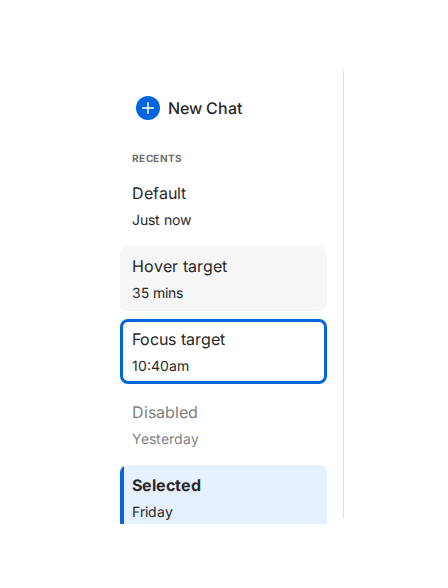 New Chat
RECENTS
Default
Just now
Hover target
35 mins
Focus target
10:40am
Disabled
Yesterday
Selected
Friday